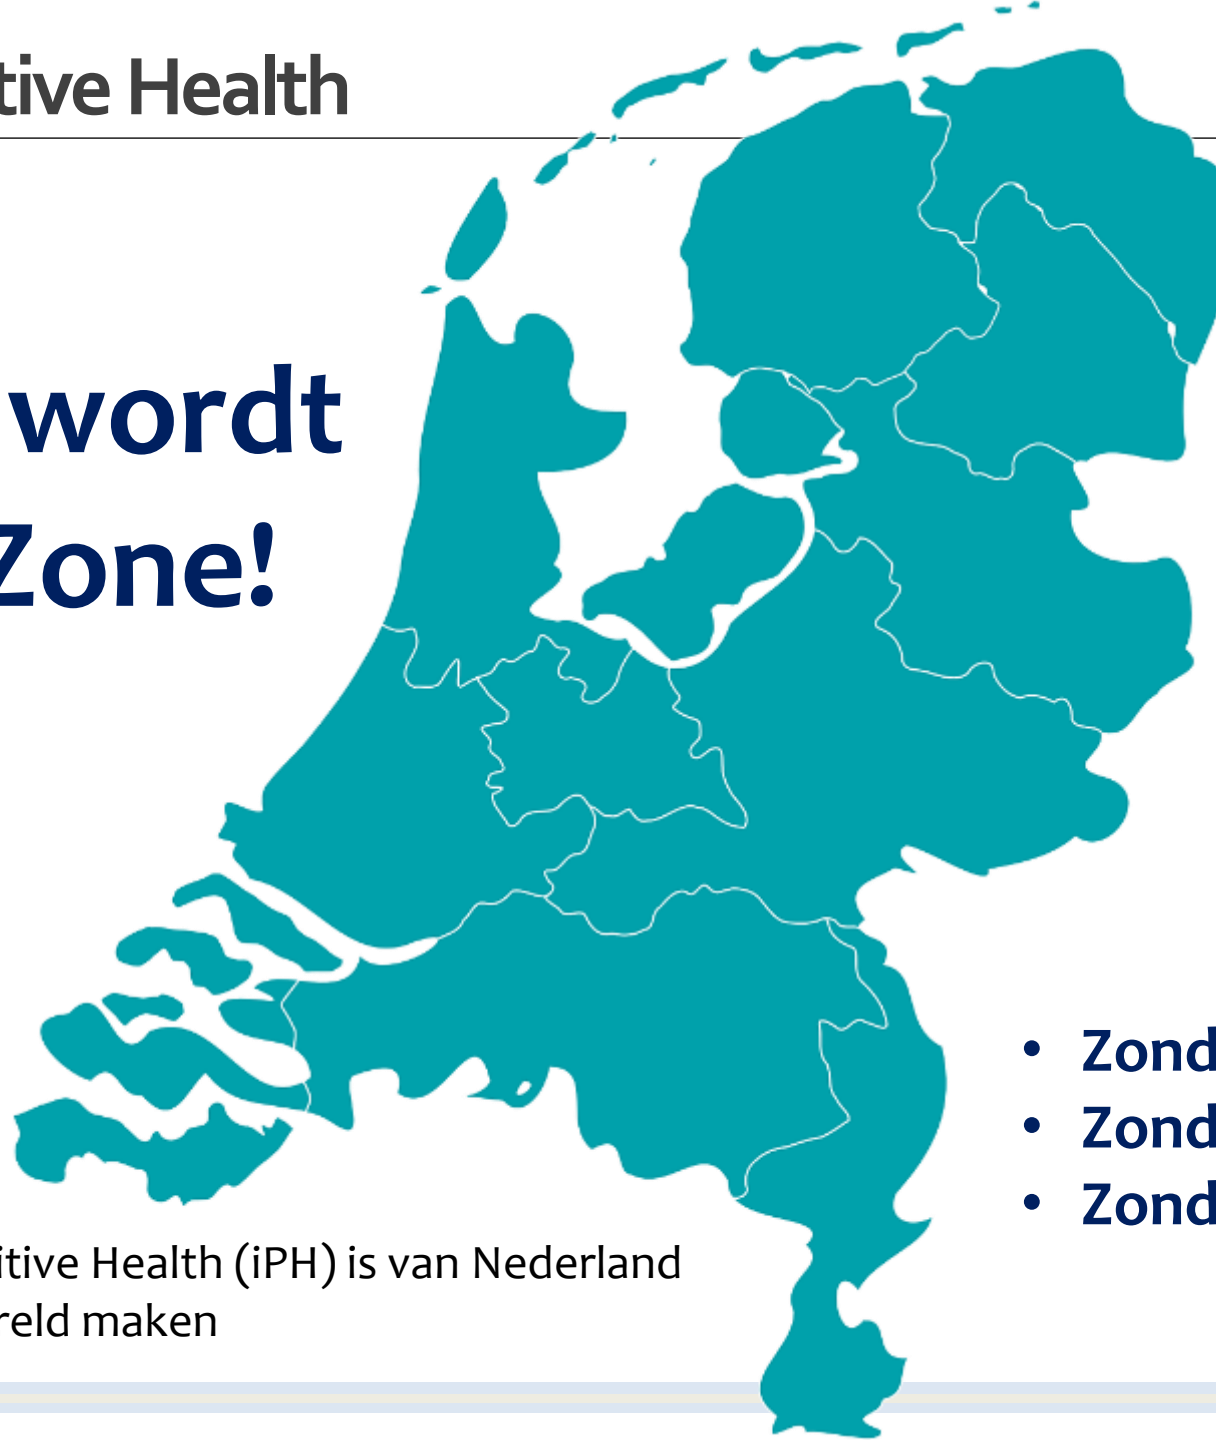 tive Health
wordt
Zone!
• Zond
• Zond
• Zond
itive Health (iPH) is van Nederland
reld maken